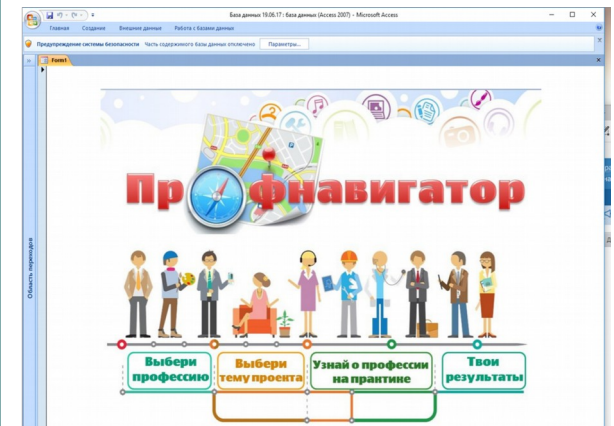 База данных 19.06.17 : база данных (Access 2007) - Microsoft Access
Главная Создание Внешние данные Работа с базами данных
Предупреждение системы безопасности Часть содержимого базы данных отключено Параметры...
Form1
Область переходов
Профнавигатор
Выбери
профессию
Выбери
тему проекта
Узнай о профессии
на прантине
Твои
результаты